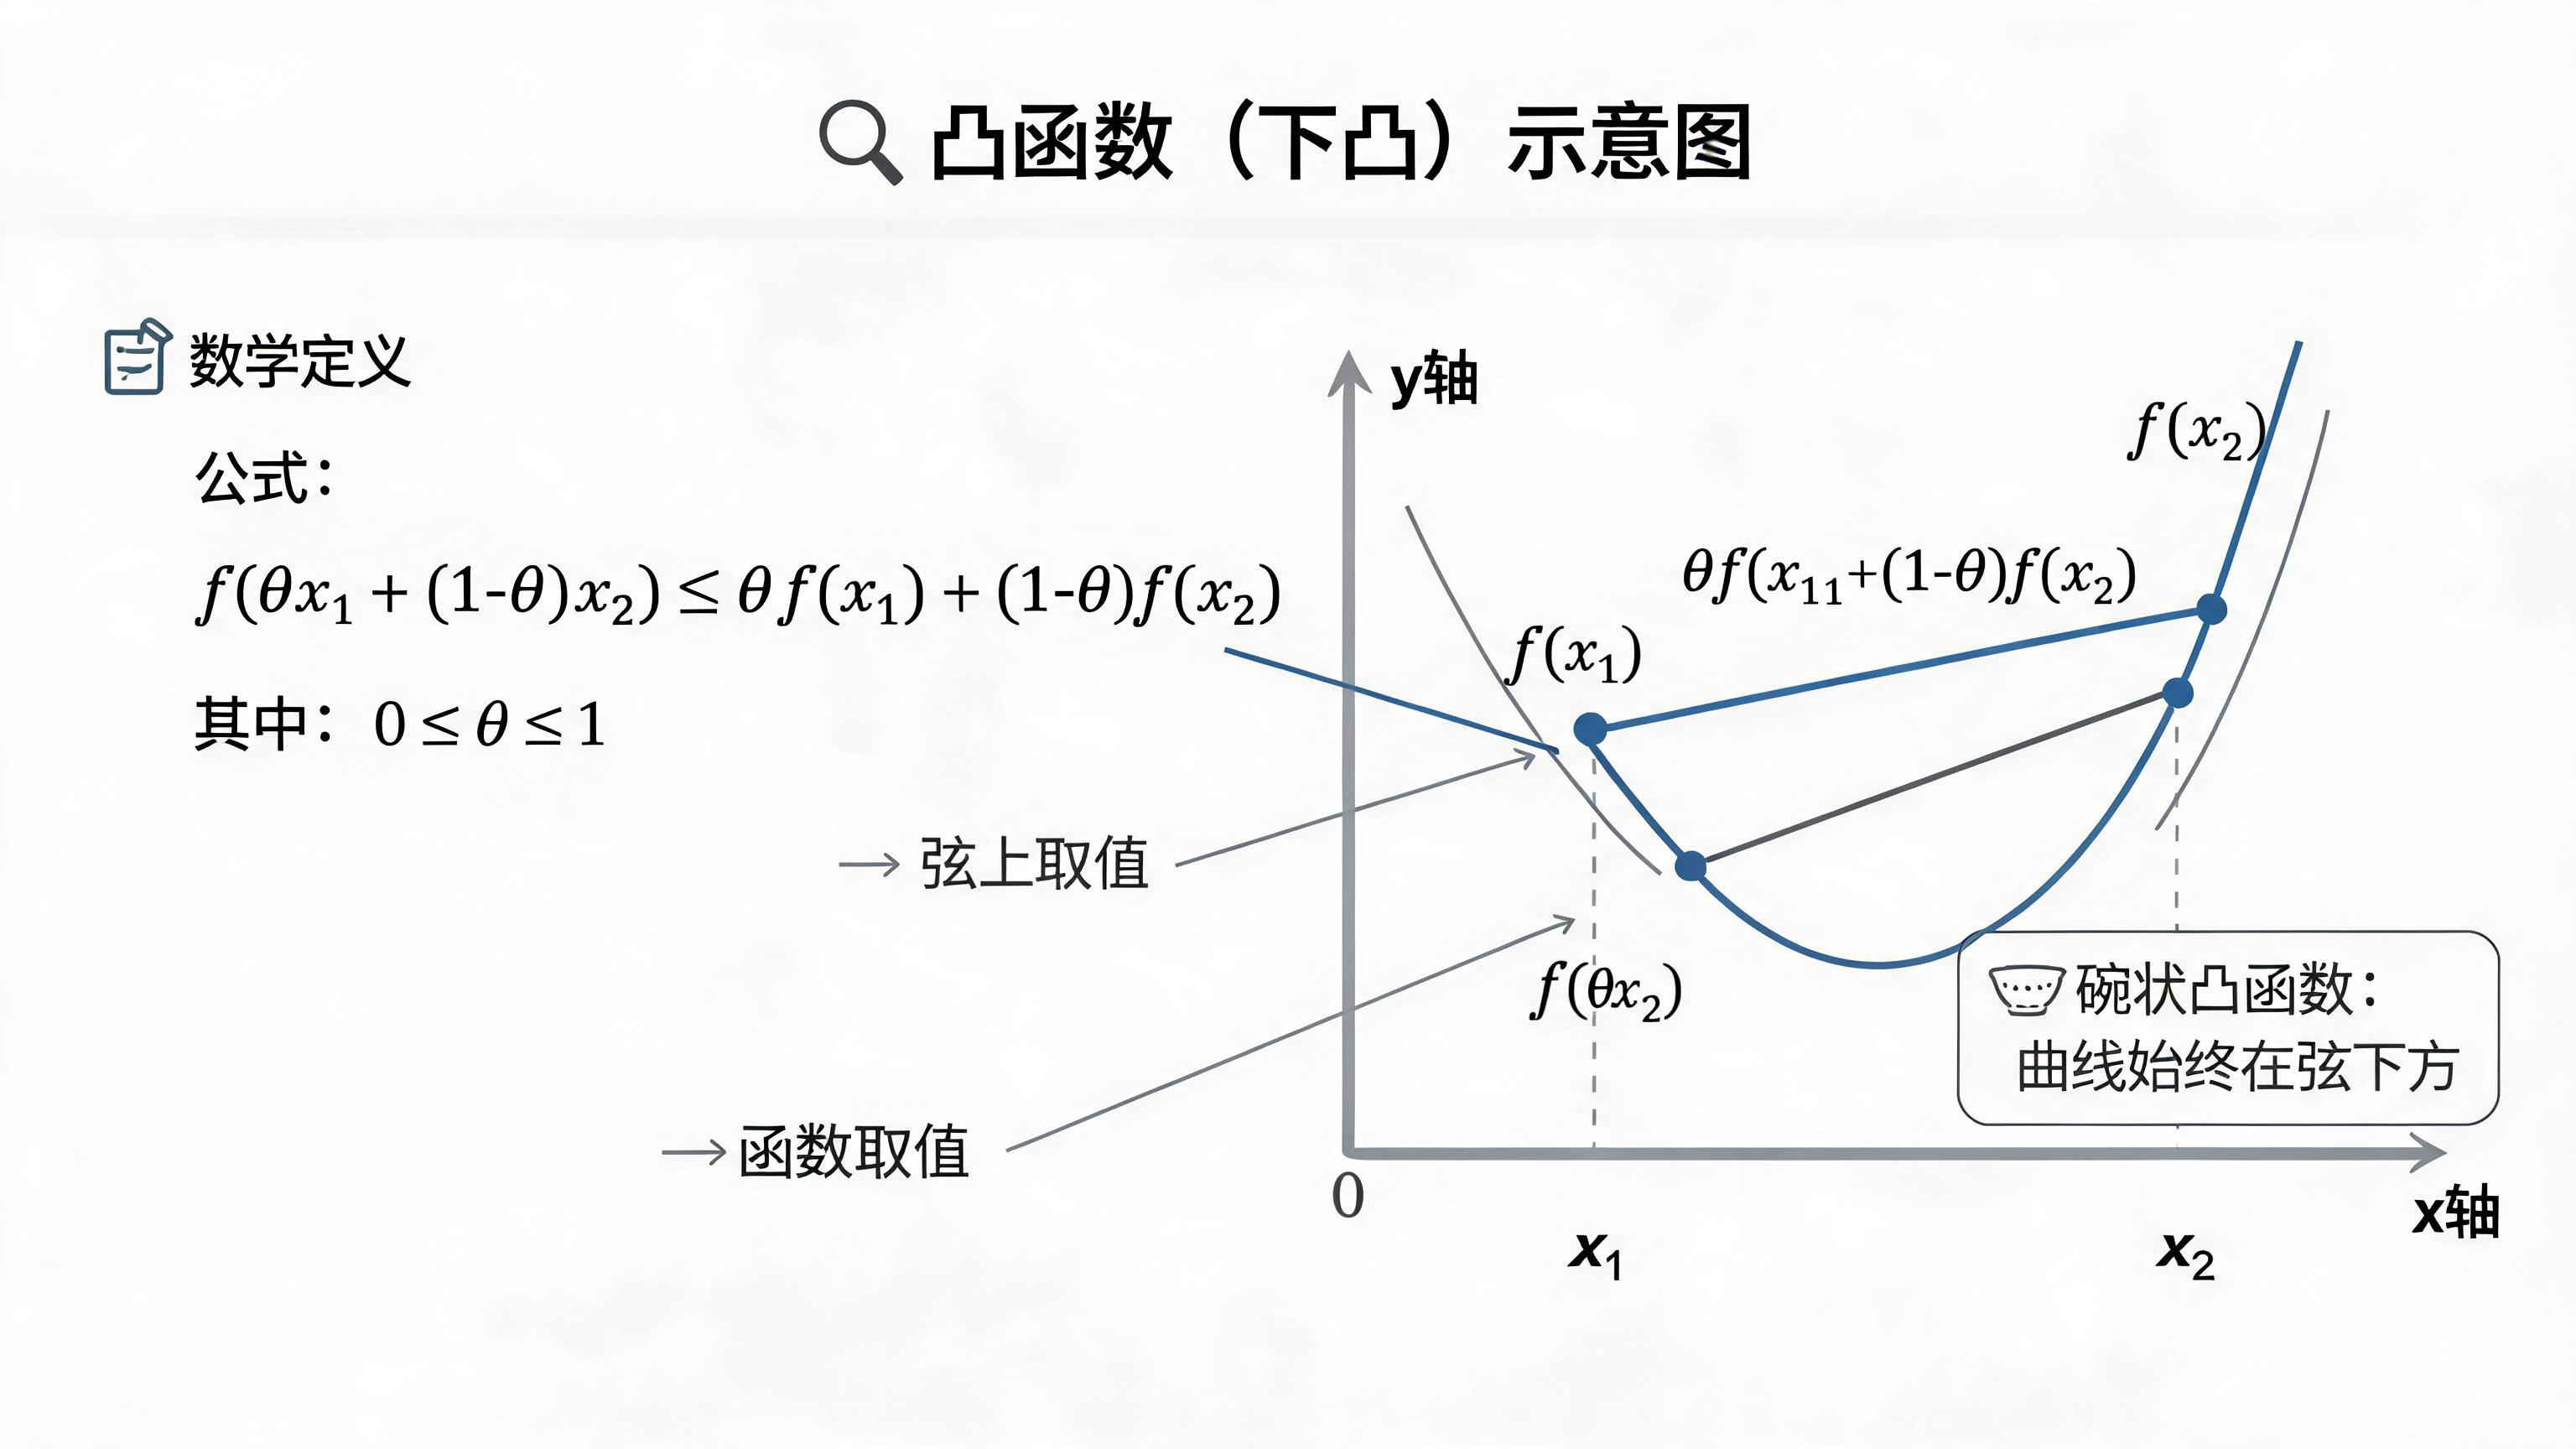 凸函数（下凸）示意图
数学定义
公式：
f(θx₁ + (1-θ)x₂) ≤ θf(x₁) + (1-θ)f(x₂)
其中：0 ≤ θ ≤ 1
→ 弦上取值
→ 函数取值
y轴
f(x₂)
θf(x₁₁+(1-θ)f(x₂)
f(x₁)
f(θx₂)
碗状凸函数：
曲线始终在弦下方
0
x轴
x₁
x₂